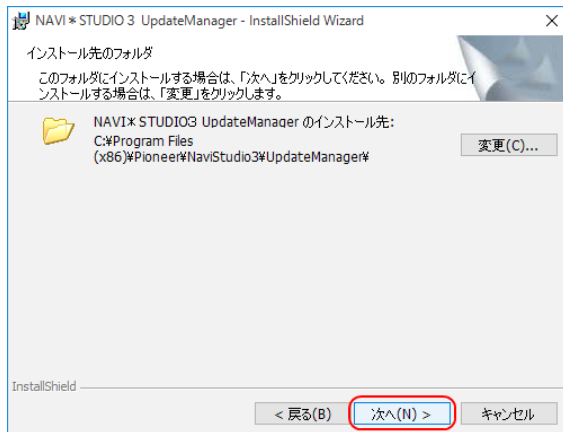 NAVI*STUDIO 3 UpdateManager - InstallShield Wizard
インストール先のフォルダ
このフォルダにインストールする場合は、「次へ」をクリックしてください。別のフォルダにイ
ンストールする場合は、「変更」をクリックします。
NAVI*STUDIO3 UpdateManager のインストール先:
C:¥Program Files
(x86)¥Pioneer¥NaviStudio3¥UpdateManager¥
変更(C)...
InstallShield
< 戻る(B)
次へ(N) >
キャンセル